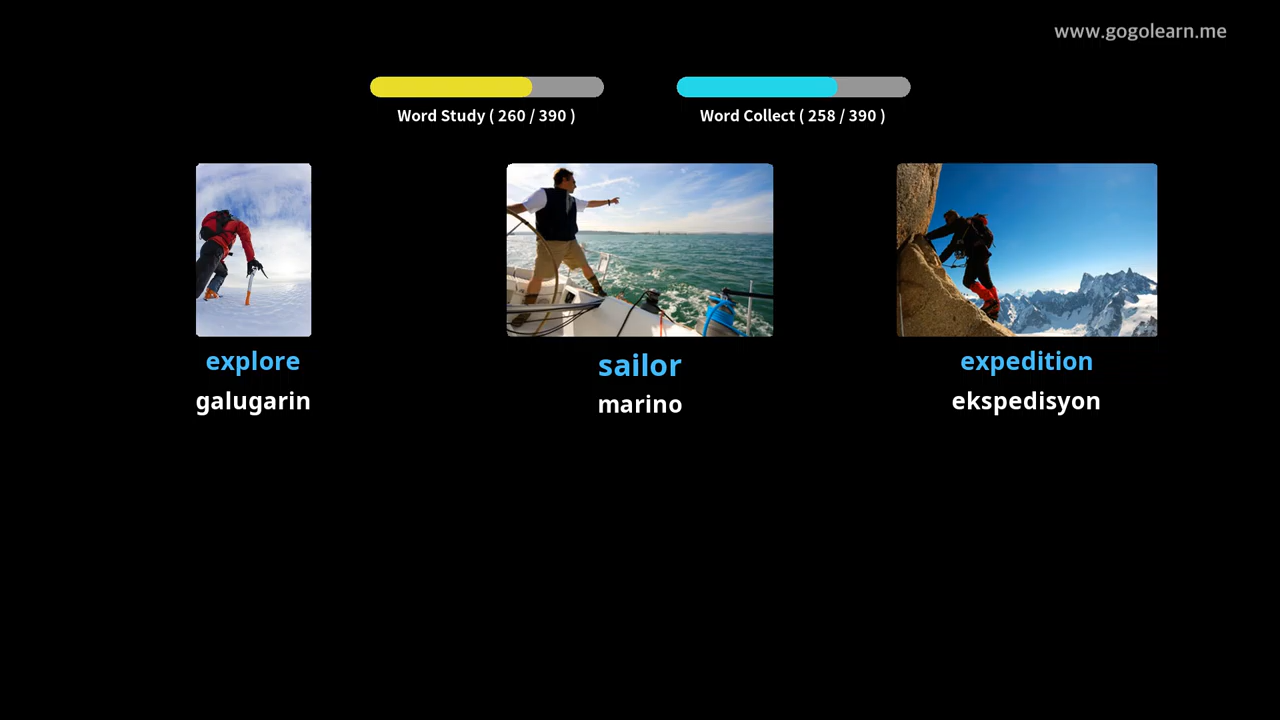 www.gogolearn.me
Word Study ( 260 / 390 )
Word Collect ( 258 / 390 )
explore
galugarin
sailor
marino
expedition
ekspedisyon